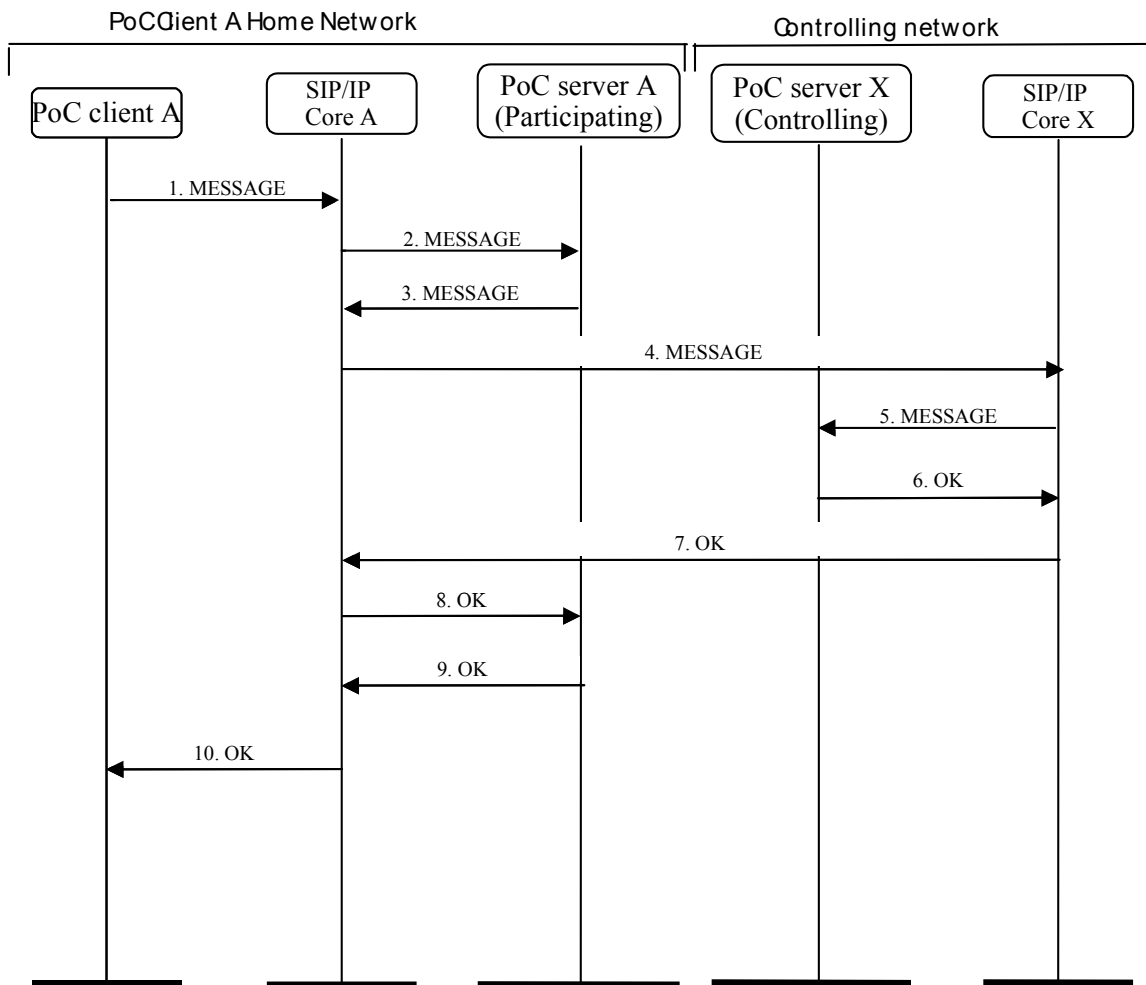 PoCClient A Home Network
Controlling network
PoC client A
SIP/IP
Core A
PoC server A
(Participating)
PoC server X
(Controlling)
SIP/IP
Core X
1. MESSAGE
2. MESSAGE
3. MESSAGE
4. MESSAGE
5. MESSAGE
6. OK
7. OK
8. OK
9. OK
10. OK